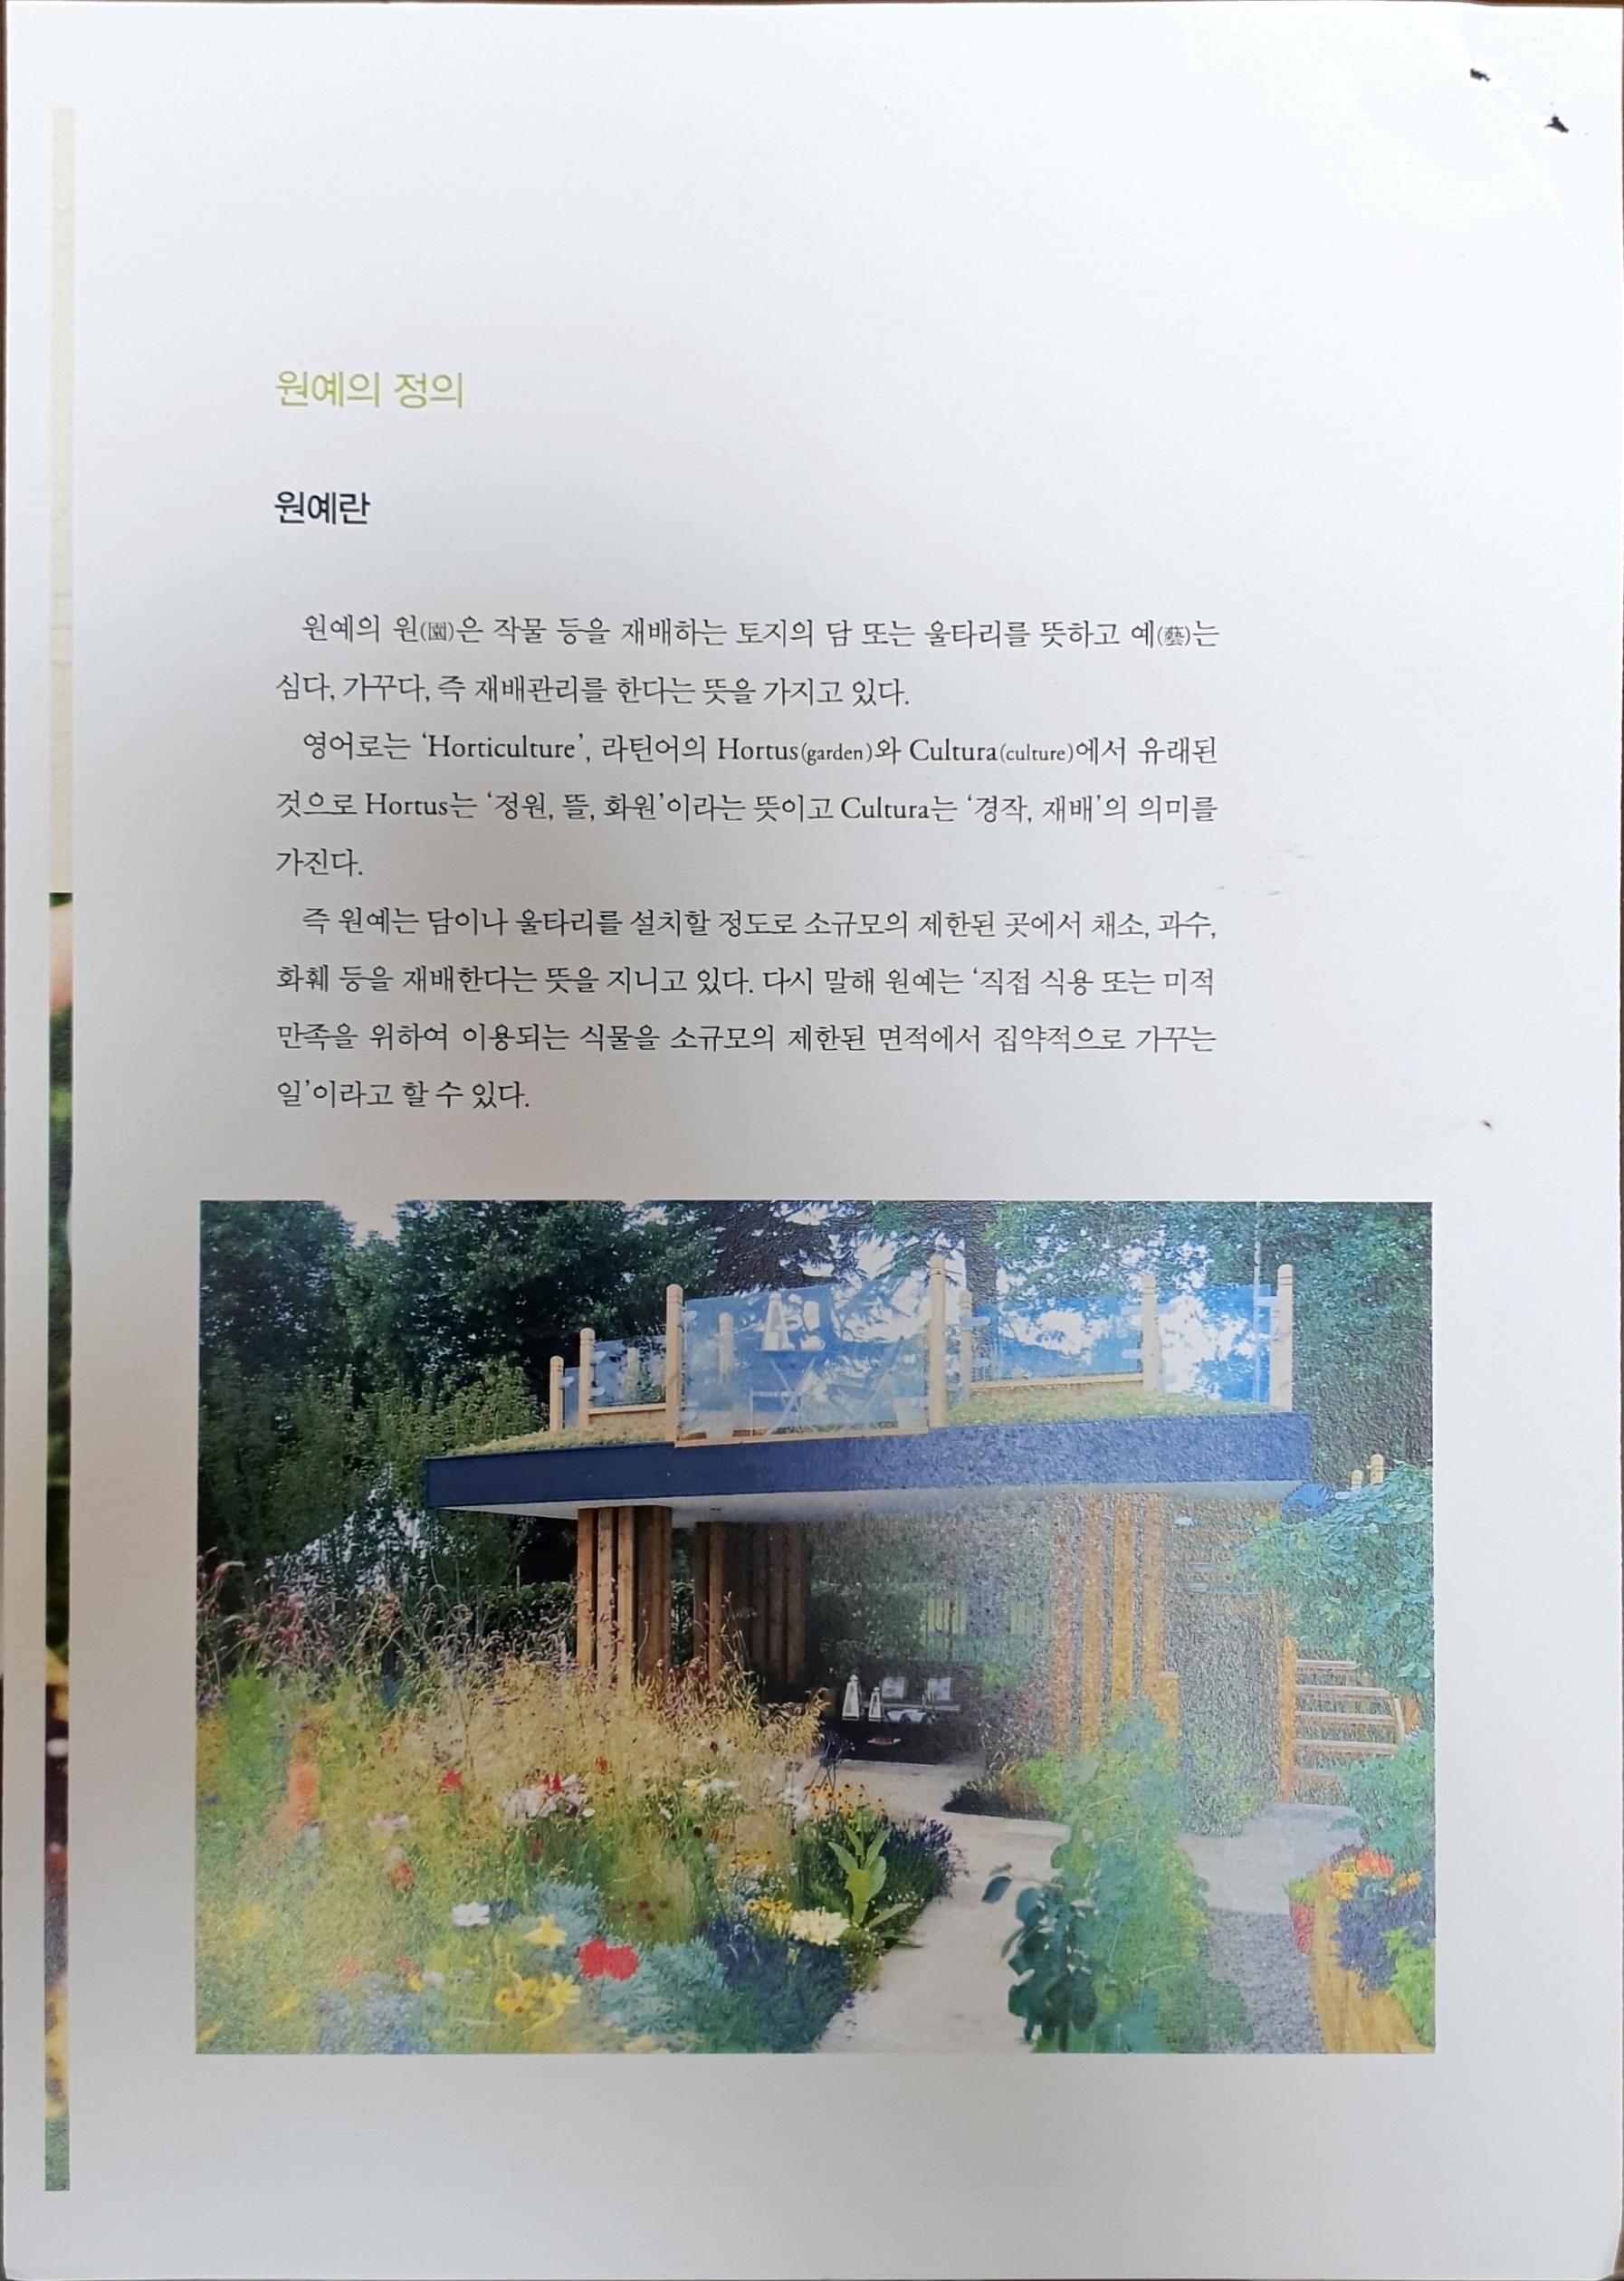 원예의 정의
원예란
원예의 원(園)은 작물 등을 재배하는 토지의 담 또는 울타리를 뜻하고 예(藝)는
심다, 가꾸다, 즉 재배관리를 한다는 뜻을 가지고 있다.
영어로는 ‘Horticulture’, 라틴어의 Hortus(garden)와 Cultura(culture)에서 유래된
것으로 Hortus는 ‘정원, 뜰, 화원’이라는 뜻이고 Cultura는 ‘경작, 재배’의 의미를
가진다.
즉 원예는 담이나 울타리를 설치할 정도로 소규모의 제한된 곳에서 채소, 과수,
화훼 등을 재배한다는 뜻을 지니고 있다. 다시 말해 원예는 ‘직접 식용 또는 미적
만족을 위하여 이용되는 식물을 소규모의 제한된 면적에서 집약적으로 가꾸는
일’이라고 할 수 있다.